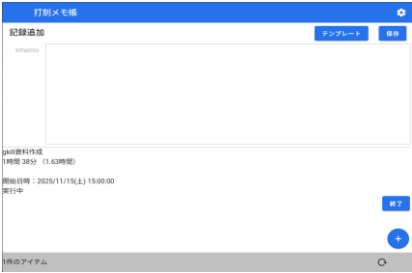 打刻メモ帳
記録追加
テンプレート
保存
timemo
gkill資料作成
1時間 38分 （1.63時間）
開始日時：2025/11/15(土) 15:00:00
実行中
終了
+
1件のアイテム